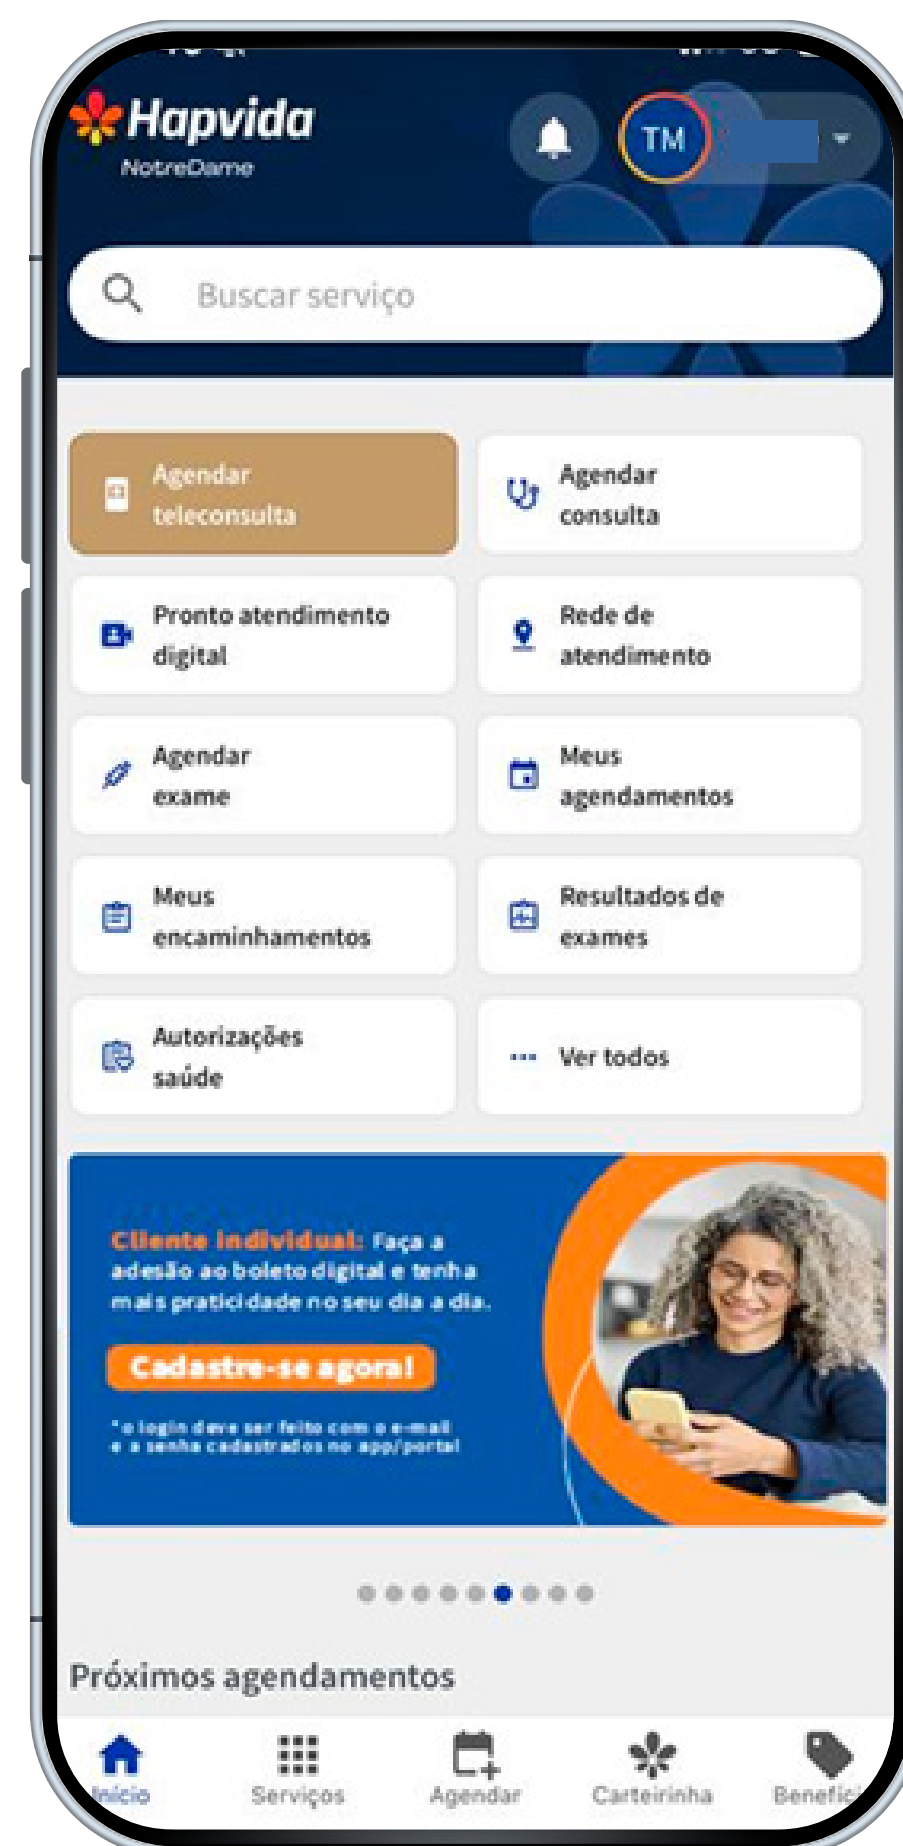 Hapvida
NotreDame
TM
Buscar serviço
Agendar
teleconsulta
Agendar
consulta
Pronto atendimento
digital
Rede de
atendimento
Agendar
exame
Meus
agendamentos
Meus
encaminhamentos
Resultados de
exames
Autorizações
saúde
Ver todos
Cliente individual: Faça a
adesão ao boleto digital e tenha
mais praticidade no seu dia a dia.
Cadastre-se agora!
*o login deve ser feito com o e-mail
e a senha cadastrados no app/portal
Próximos agendamentos
Início
Serviços
Agendar
Carteirinha
Benefíci